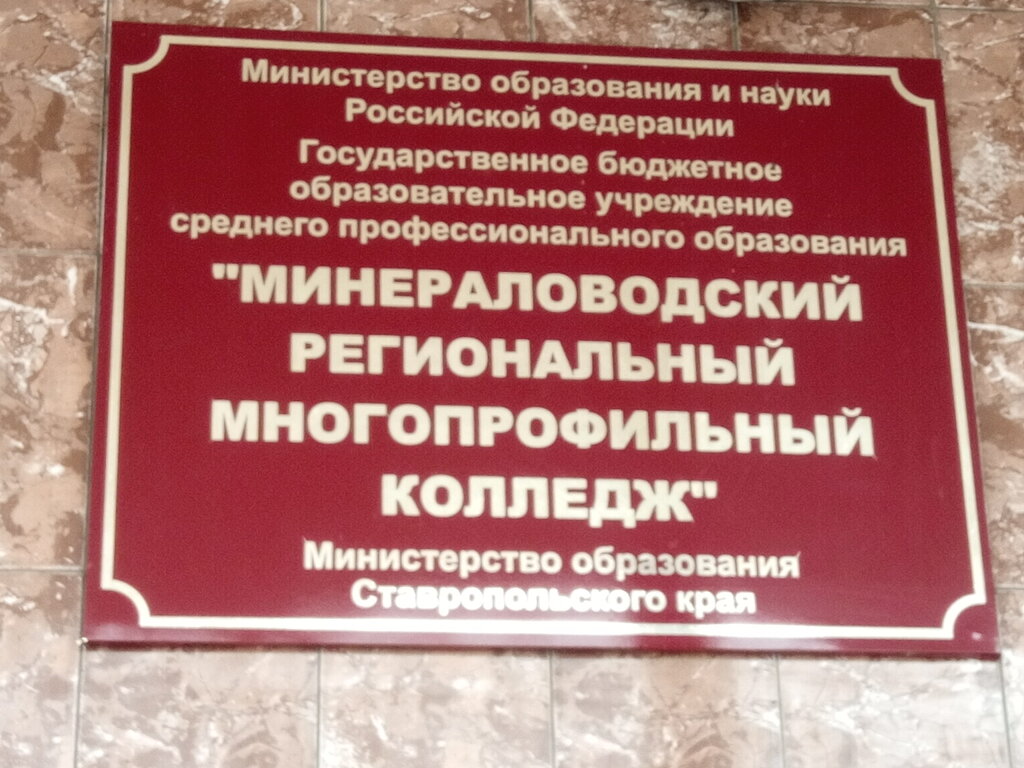 Министерство образования и науки
Российской Федерации
Государственное бюджетное
образовательное учреждение
среднего профессионального образования
"МИНЕРАЛОВОДСКИЙ
РЕГИОНАЛЬНЫЙ
МНОГОПРОФИЛЬНЫЙ
КОЛЛЕДЖ"
Министерство образования
Ставропольского края